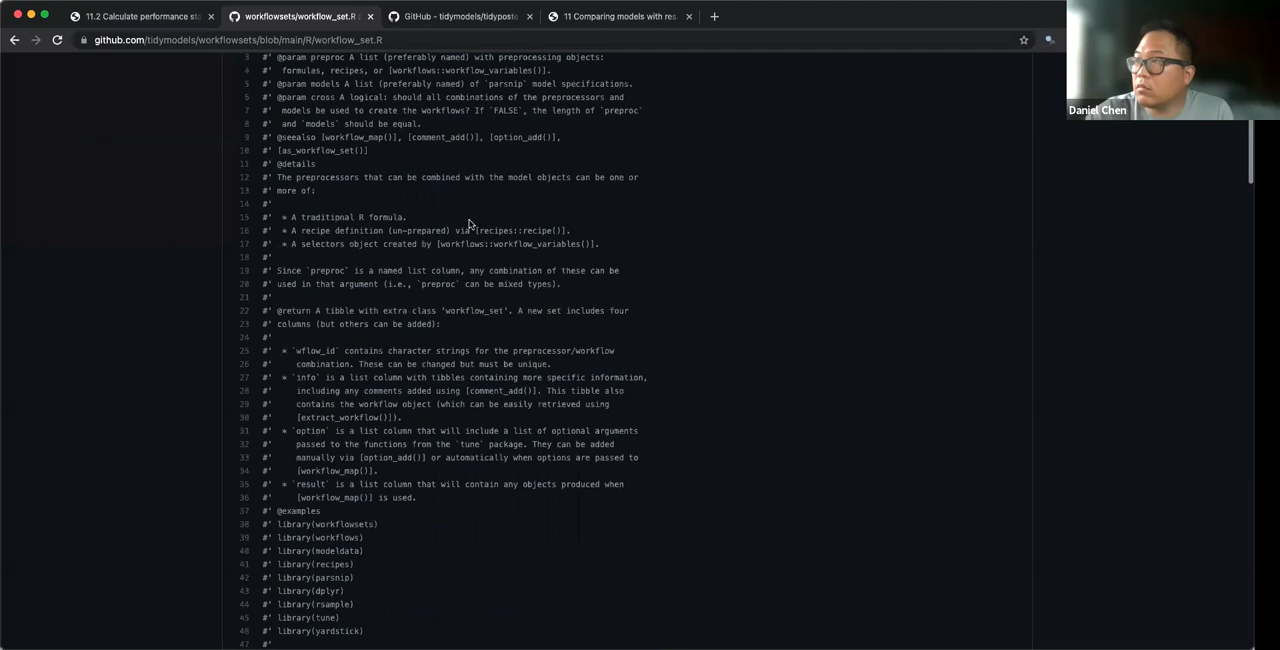 11.2 Calculate performance sta
workflowsets/workflow_set.R a
GitHub - tidymodels/tidyposte
11 Comparing models with res
github.com/tidymodels/workflowsets/blob/main/R/workflow_set.R
Daniel Chen
3 #' @param preproc A list (preferably named) with preprocessing objects:
4 #' formulas, recipes, or [workflows::workflow_variables()].
5 #' @param models A list (preferably named) of `parsnip` model specifications.
6 #' @param cross A logical: should all combinations of the preprocessors and
7 #' models be used to create the workflows? If `FALSE`, the length of `preproc`
8 #' and `models` should be equal.
9 #' @seealso [workflow_map()], [comment_add()], [option_add()],
10 #' [as_workflow_set()]
11 #' @details
12 #' The preprocessors that can be combined with the model objects can be one or
13 #' more of:
14 #'
15 #' * A traditional R formula.
16 #' * A recipe definition (un-prepared) via [recipes::recipe()].
17 #' * A selectors object created by [workflows::workflow_variables()].
18 #'
19 #' Since `preproc` is a named list column, any combination of these can be
20 #' used in that argument (i.e., `preproc` can be mixed types).
21 #'
22 #' @return A tibble with extra class 'workflow_set'. A new set includes four
23 #' columns (but others can be added):
24 #'
25 #' * `wflow_id` contains character strings for the preprocessor/workflow
26 #' combination. These can be changed but must be unique.
27 #' * `info` is a list column with tibbles containing more specific information,
28 #' including any comments added using [comment_add()]. This tibble also
29 #' contains the workflow object (which can be easily retrieved using
30 #' [extract_workflow()]).
31 #' * `option` is a list column that will include a list of optional arguments
32 #' passed to the functions from the `tune` package. They can be added
33 #' manually via [option_add()] or automatically when options are passed to
34 #' [workflow_map()].
35 #' * `result` is a list column that will contain any objects produced when
36 #' [workflow_map()] is used.
37 #' @examples
38 #' library(workflowsets)
39 #' library(workflows)
40 #' library(modeldata)
41 #' library(recipes)
42 #' library(parsnip)
43 #' library(dplyr)
44 #' library(rsample)
45 #' library(tune)
46 #' library(yardstick)
47 #'